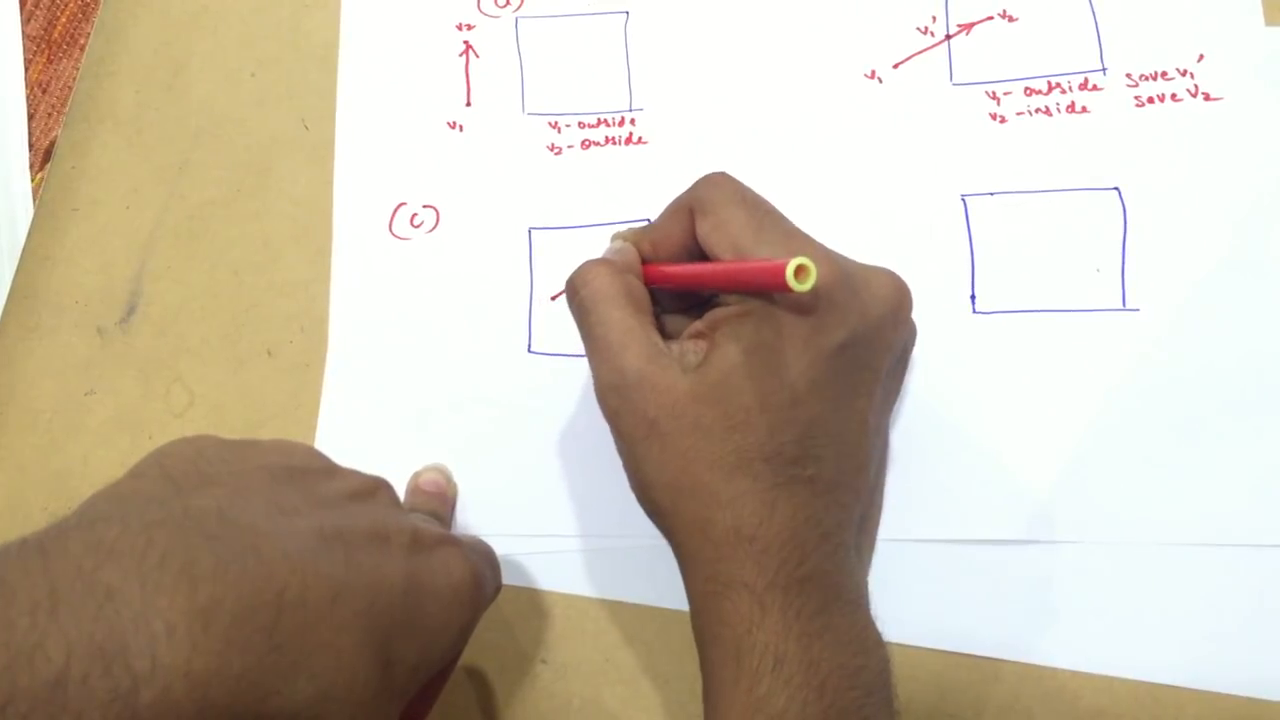 (a)
v2
v1
v1-outside
v2-outside
v1'
v2
v1
v1-outside
v2-inside
save v1'
save v2
(c)